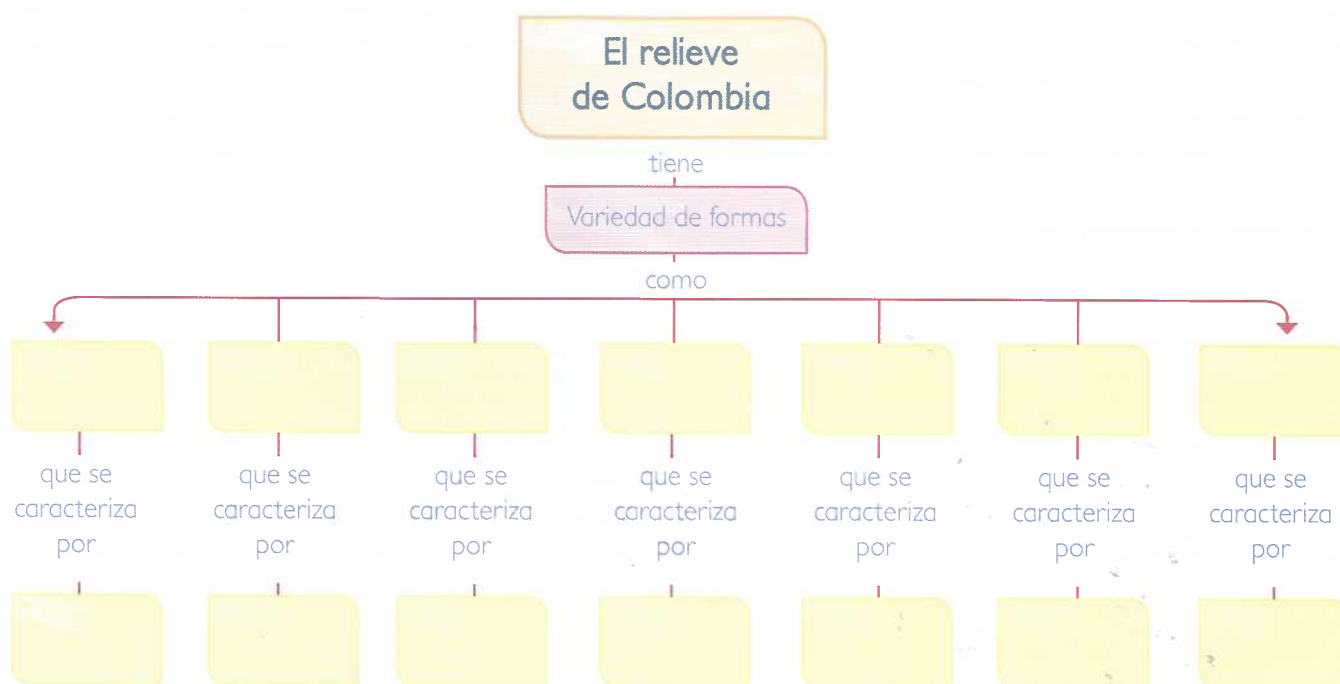 El relieve
de Colombia
tiene
Variedad de formas
como
que se
caracteriza
por
que se
caracteriza
por
que se
caracteriza
por
que se
caracteriza
por
que se
caracteriza
por
que se
caracteriza
por
que se
caracteriza
por